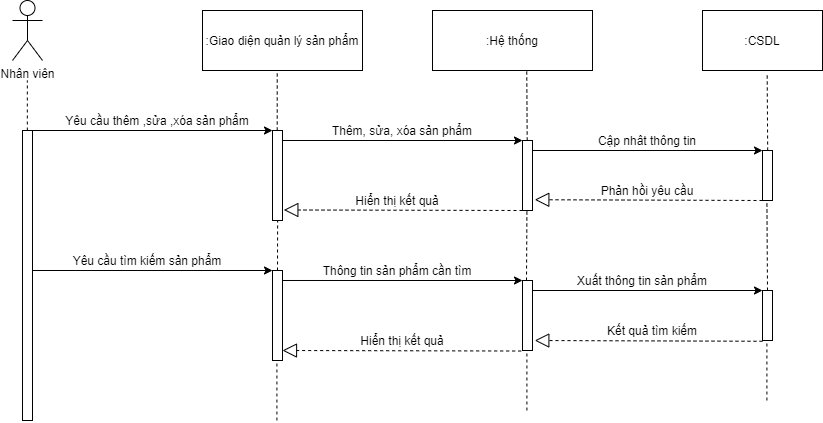 Nhân viên
:Giao diện quản lý sản phẩm
:Hệ thống
:CSDL
Yêu cầu thêm ,sửa ,xóa sản phẩm
Thêm, sửa, xóa sản phẩm
Cập nhât thông tin
Phản hồi yêu cầu
Hiển thị kết quả
Yêu cầu tìm kiếm sản phẩm
Thông tin sản phẩm cần tìm
Xuất thông tin sản phẩm
Kết quả tìm kiếm
Hiển thị kết quả